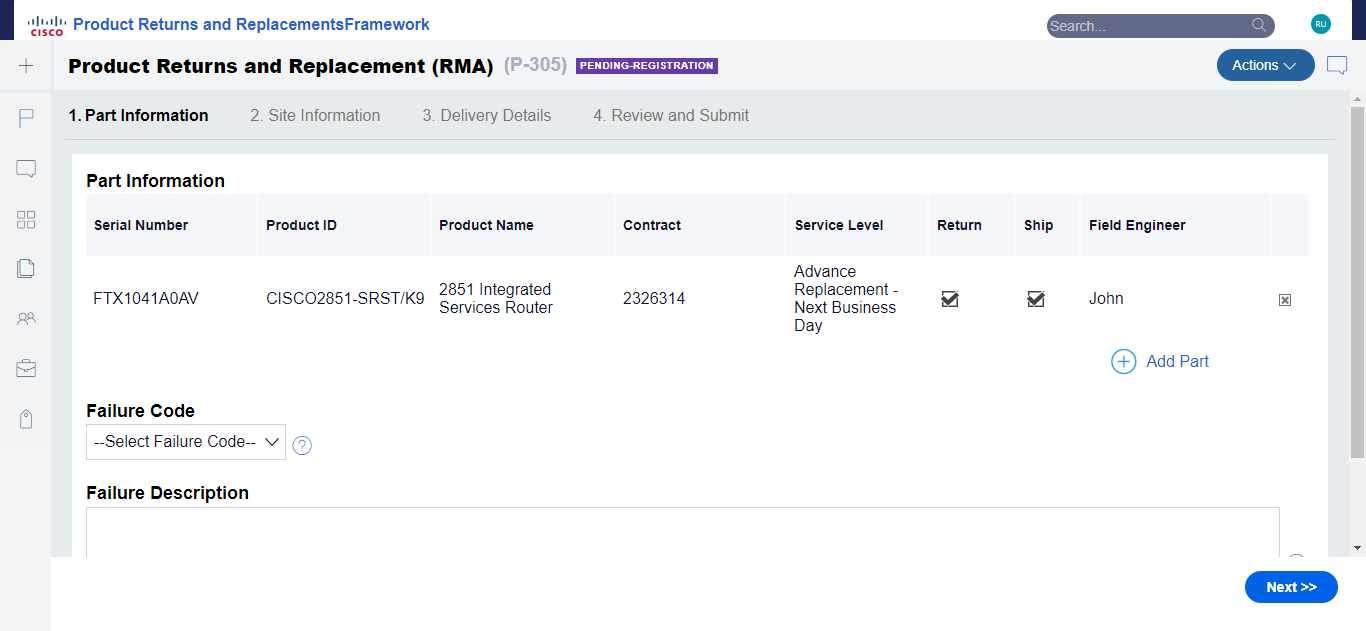 CISCO
Product Returns and ReplacementsFramework
Search...
RU
Product Returns and Replacement (RMA)
(P-305)
PENDING-REGISTRATION
Actions
1. Part Information
2. Site Information
3. Delivery Details
4. Review and Submit
Part Information
Serial Number
Product ID
Product Name
Contract
Service Level
Return
Ship
Field Engineer
FTX1041A0AV
CISCO2851-SRST/K9
2851 Integrated
Services Router
2326314
Advance
Replacement -
Next Business
Day
John
Add Part
Failure Code
--Select Failure Code--
?
Failure Description
Next >>